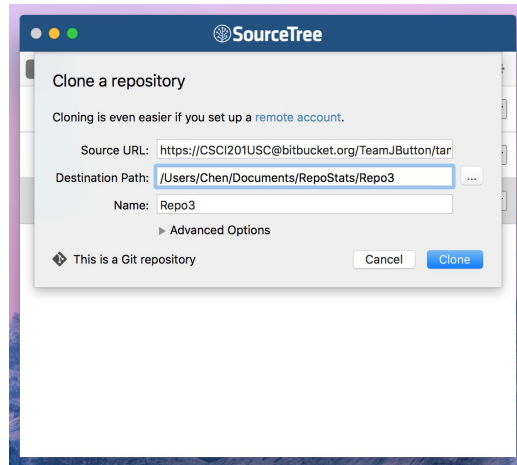 SourceTree
Clone a repository
Cloning is even easier if you set up a remote account.
Source URL: https://CSCI201USC@bitbucket.org/TeamJButton/tar
Destination Path: /Users/Chen/Documents/RepoStats/Repo3 ...
Name: Repo3
Advanced Options
This is a Git repository Cancel Clone